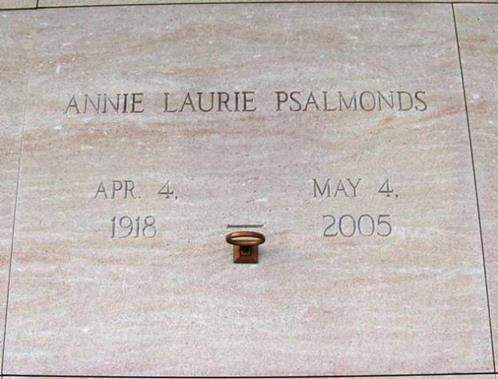 ANNIE LAURIE PSALMONDS
APR. 4, MAY 4,
1918 2005